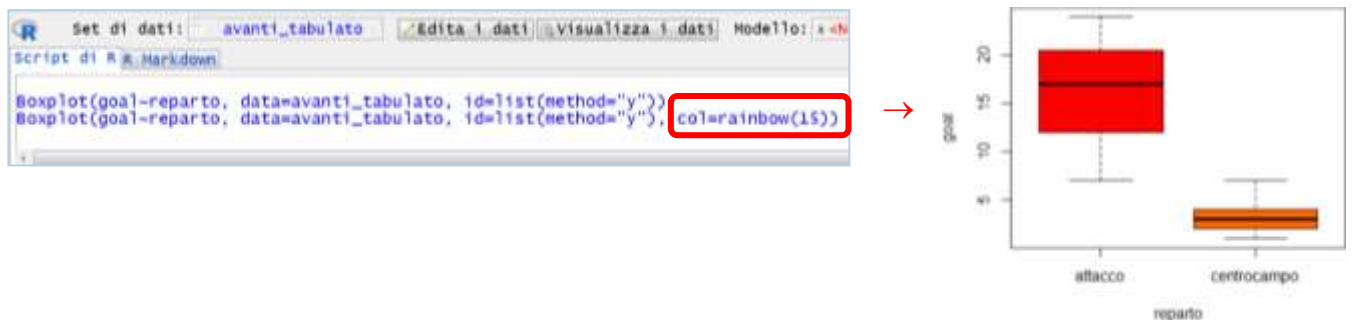 R Set di dati: avanti_tabulato Edita i dati Visualizza i dati Modello:
Script di R R Markdown
Boxplot(goal~reparto, data=avanti_tabulato, id=list(method="y"))
Boxplot(goal~reparto, data=avanti_tabulato, id=list(method="y"), col=rainbow(15))
→
goal
20
15
10
5
attacco centrocampo
reparto